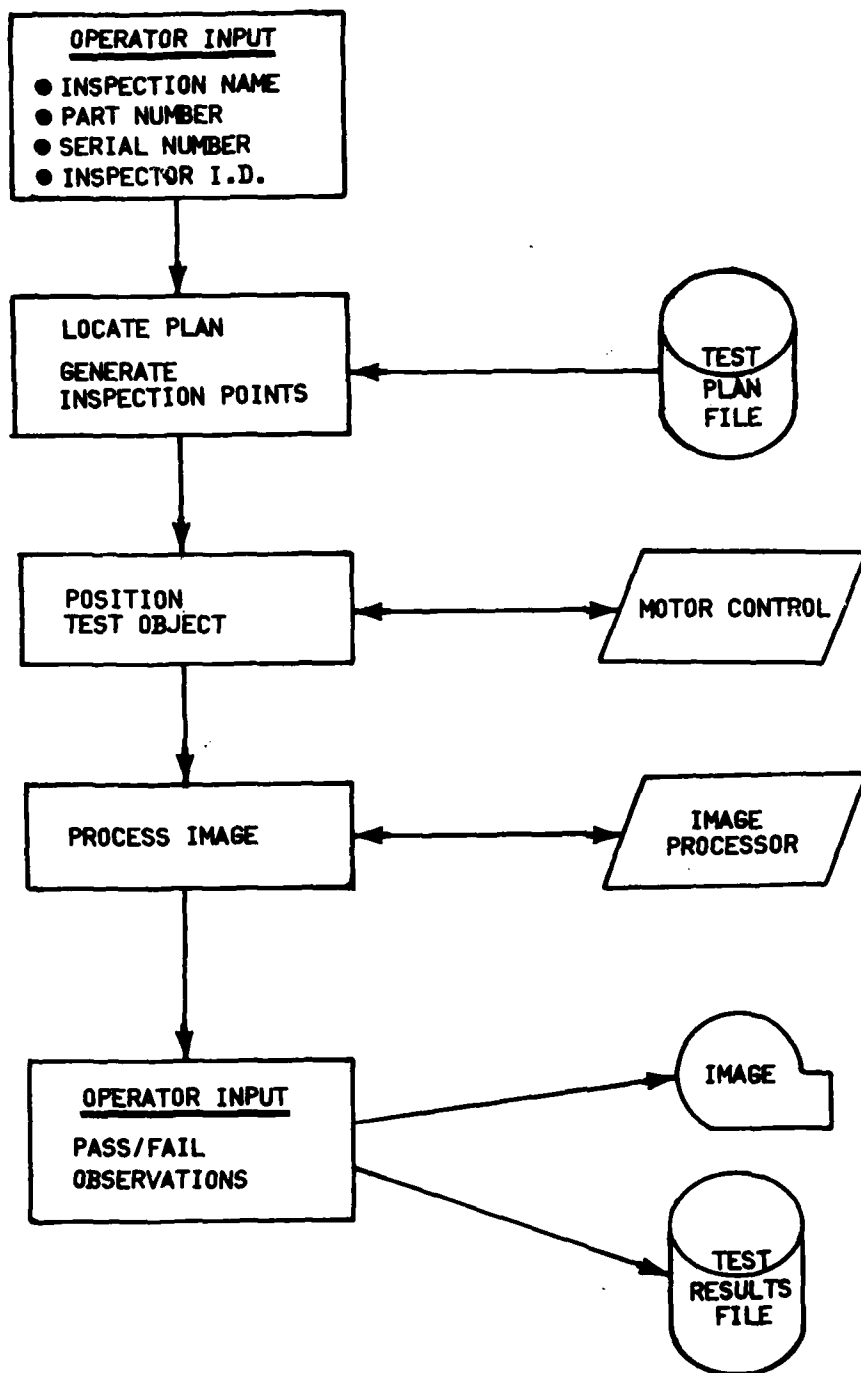 OPERATOR INPUT
● INSPECTION NAME
● PART NUMBER
● SERIAL NUMBER
● INSPECTOR I.D.
LOCATE PLAN
GENERATE
INSPECTION POINTS
TEST
PLAN
FILE
POSITION
TEST OBJECT
MOTOR CONTROL
PROCESS IMAGE
IMAGE
PROCESSOR
OPERATOR INPUT
PASS/FAIL
OBSERVATIONS
IMAGE
TEST
RESULTS
FILE